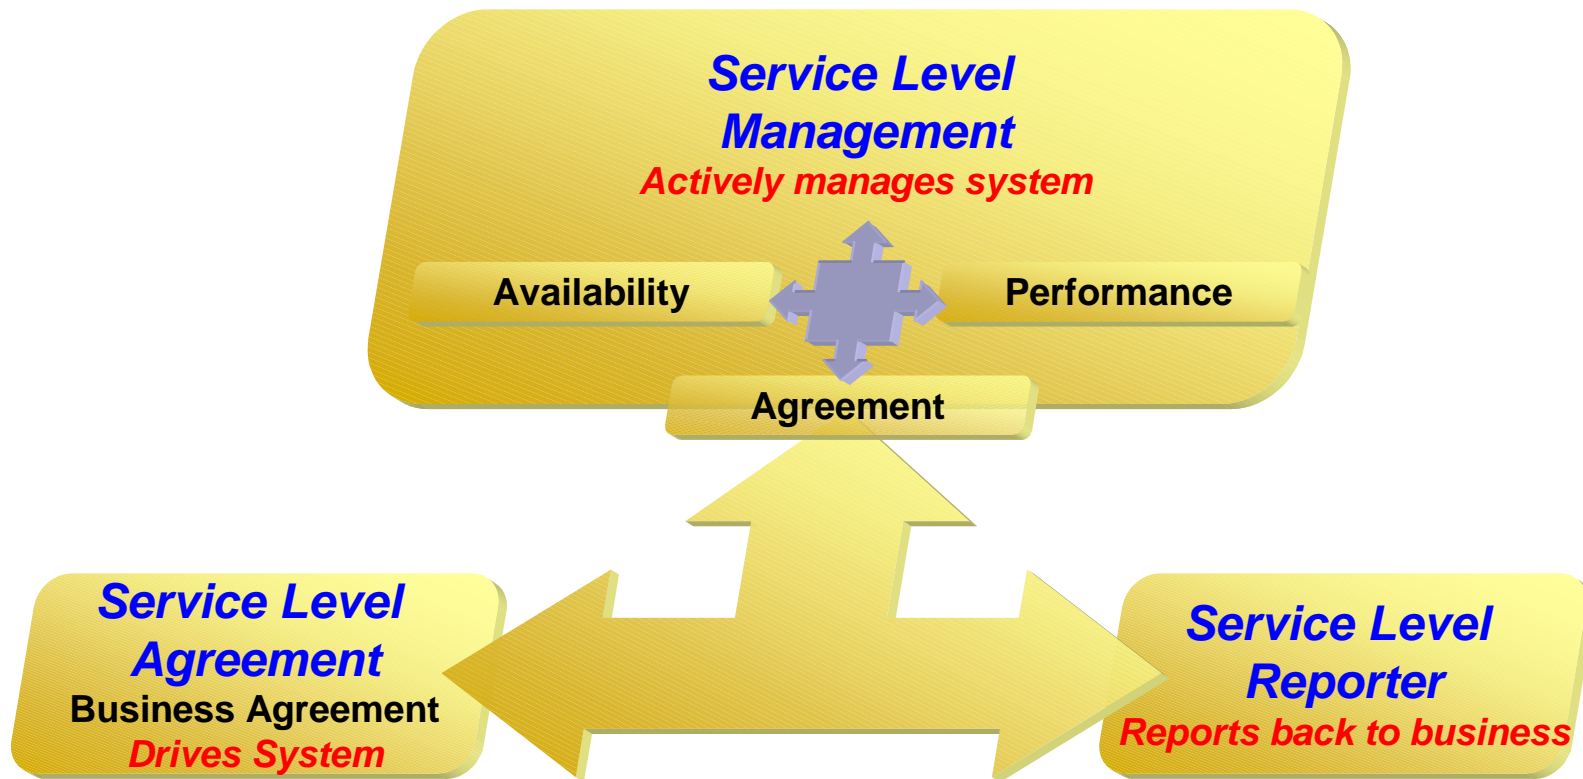 Service Level
Management
Actively manages system
Availability
Performance
Agreement
Service Level
Agreement
Business Agreement
Drives System
Service Level
Reporter
Reports back to business